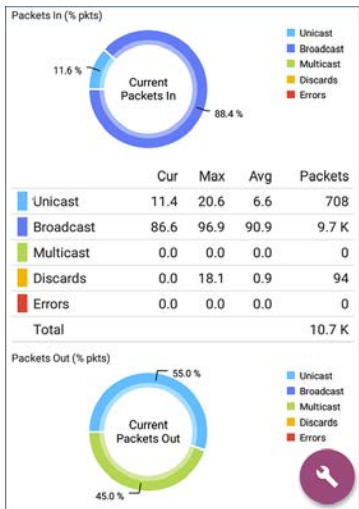 Packets In (% pkts)
Unicast
Broadcast
Multicast
Discards
Errors
11.6 %
Current
Packets In
88.4 %
Cur Max Avg Packets
Unicast 11.4 20.6 6.6 708
Broadcast 86.6 96.9 90.9 9.7 K
Multicast 0.0 0.0 0.0 0
Discards 0.0 18.1 0.9 94
Errors 0.0 0.0 0.0 0
Total 10.7 K
Packets Out (% pkts)
55.0 %
Unicast
Broadcast
Multicast
Discards
Errors
Current
Packets Out
45.0 %